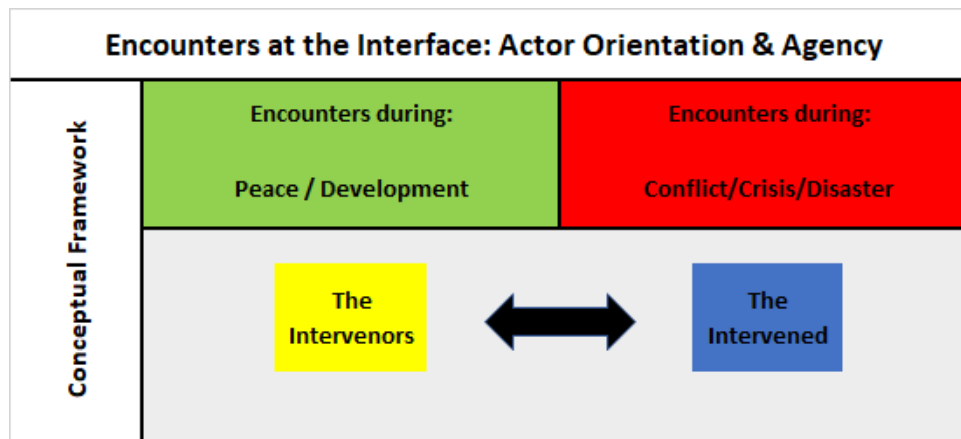 Encounters at the Interface: Actor Orientation & Agency
Conceptual Framework
Encounters during:
Peace / Development
Encounters during:
Conflict/Crisis/Disaster
The
Intervenors
The
Intervened